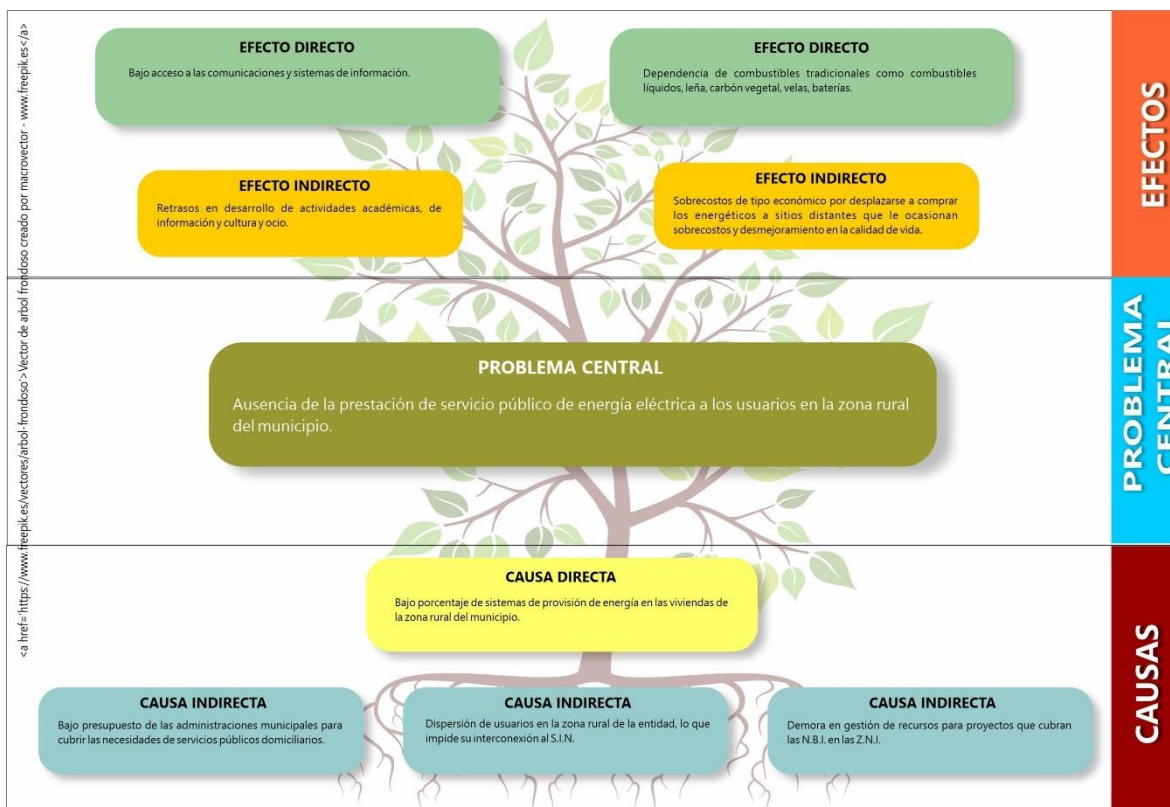 EFECTO DIRECTO
Bajo acceso a las comunicaciones y sistemas de información.
EFECTO DIRECTO
Dependencia de combustibles tradicionales como combustibles
líquidos, leña, carbón vegetal, velas, baterías.
EFECTO INDIRECTO
Retrasos en desarrollo de actividades académicas, de
información y cultura y ocio.
EFECTO INDIRECTO
Sobrecostos de tipo económico por desplazarse a comprar
los energéticos a sitios distantes que le ocasionan
sobrecostos y desmejoramiento en la calidad de vida.
EFECTOS
PROBLEMA CENTRAL
Ausencia de la prestación de servicio público de energía eléctrica a los usuarios en la zona rural
del municipio.
PROBLEMA
CENTRAL
CAUSA DIRECTA
Bajo porcentaje de sistemas de provisión de energía en las viviendas de
la zona rural del municipio.
CAUSA INDIRECTA
Bajo presupuesto de las administraciones municipales para
cubrir las necesidades de servicios públicos domiciliarios.
CAUSA INDIRECTA
Dispersión de usuarios en la zona rural de la entidad, lo que
impide su interconexión al S.I.N.
CAUSA INDIRECTA
Demora en gestión de recursos para proyectos que cubran
las N.B.I. en las Z.N.I.
CAUSAS
<a href='https://www.freepik.es/vectores/arbol-frondoso'>Vector de arbol frondoso creado por macrovector - www.freepik.es</a>